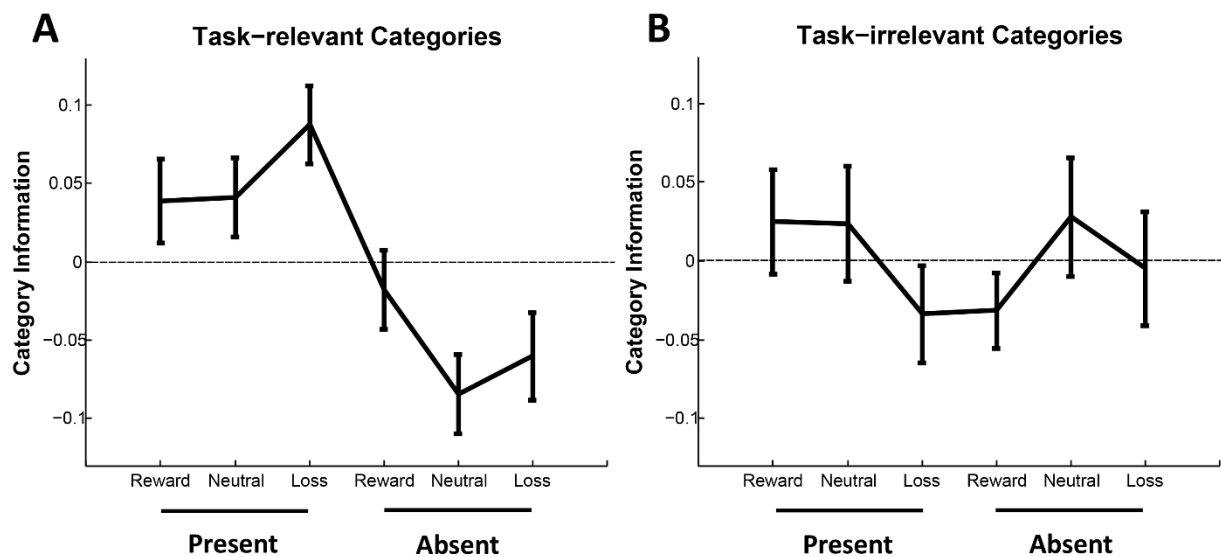 A
Task−relevant Categories
Category Information
0.1
0.05
0
−0.05
−0.1
Reward Neutral Loss Reward Neutral Loss
Present Absent
B
Task−irrelevant Categories
Category Information
0.1
0.05
0
−0.05
−0.1
Reward Neutral Loss Reward Neutral Loss
Present Absent